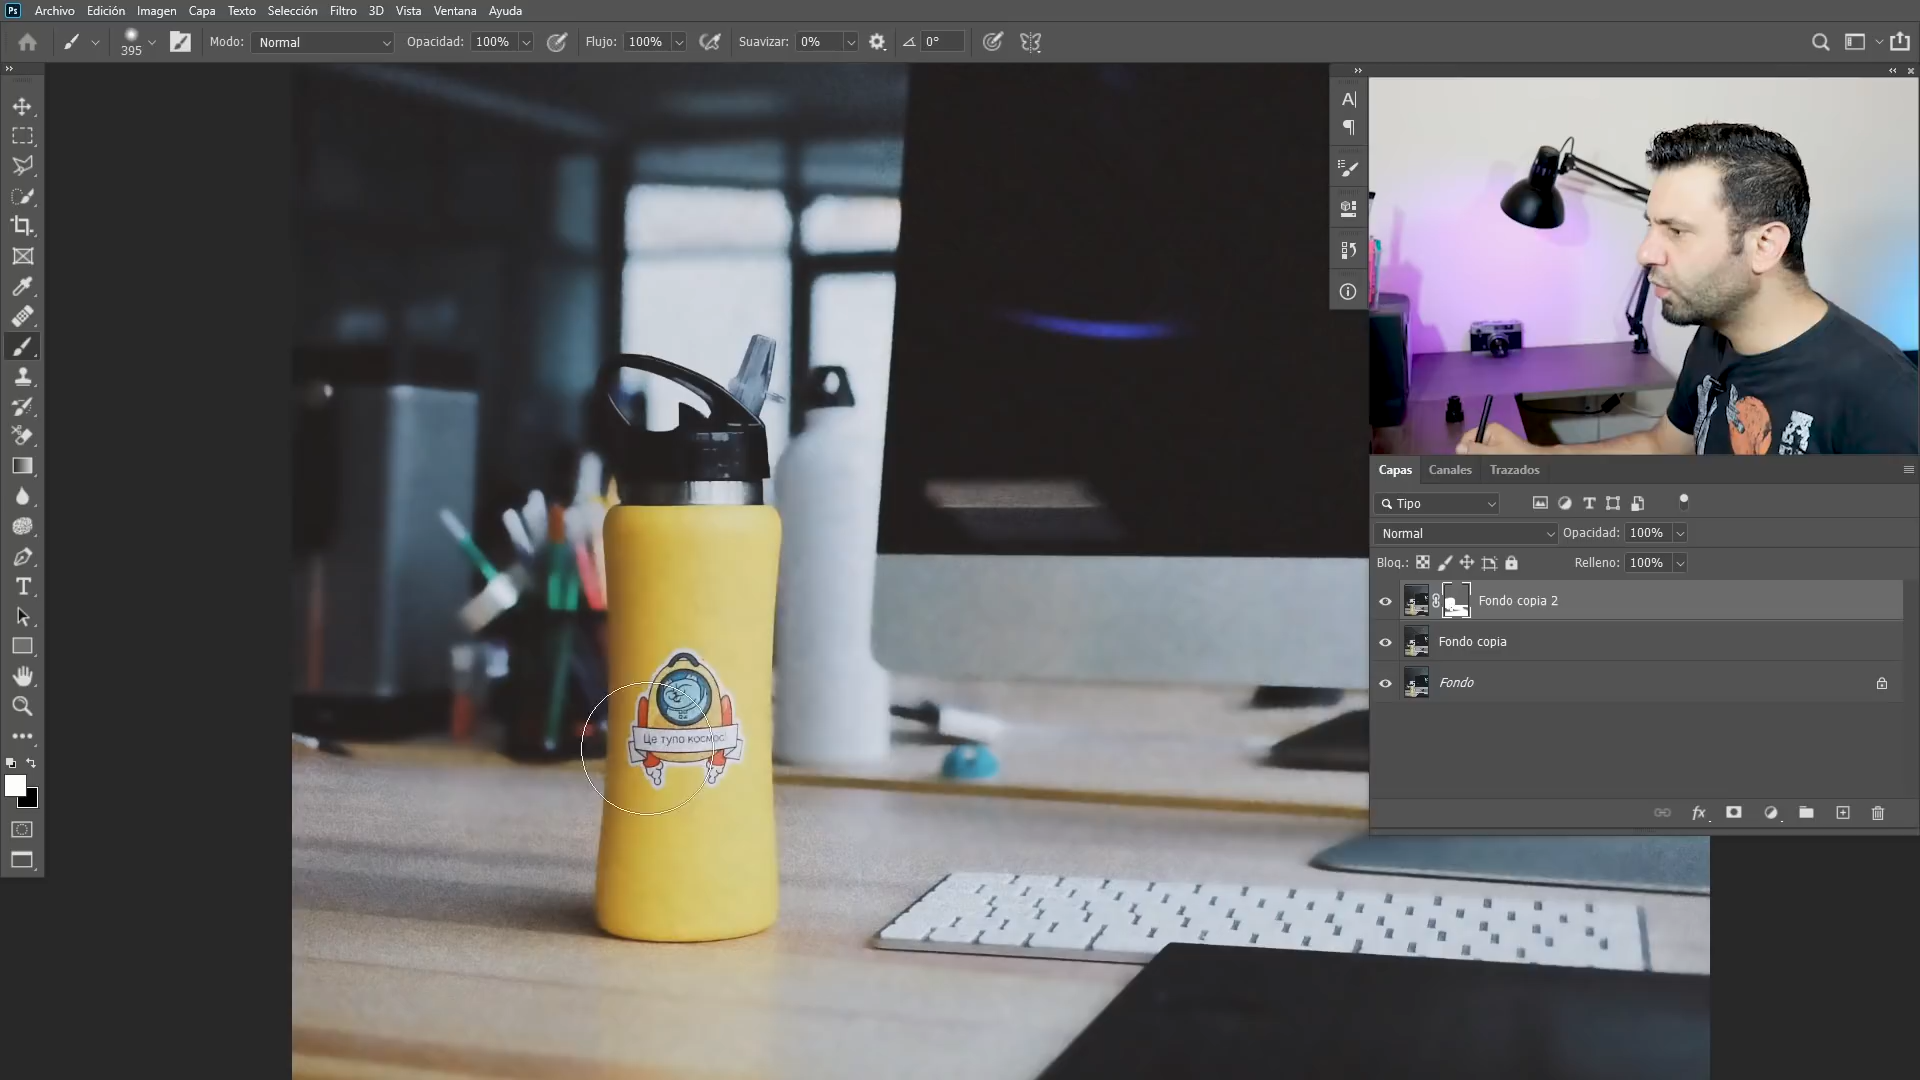 Ps Archivo Edición Imagen Capa Texto Selección Filtro 3D Vista Ventana Ayuda
395 Modo: Normal Opacidad: 100% Flujo: 100% Suavizar: 0% 0°
Capas Canales Trazados
Tipo
Normal Opacidad: 100%
Bloq.: Relleno: 100%
Fondo copia 2
Fondo copia
Fondo
Це тупо космос